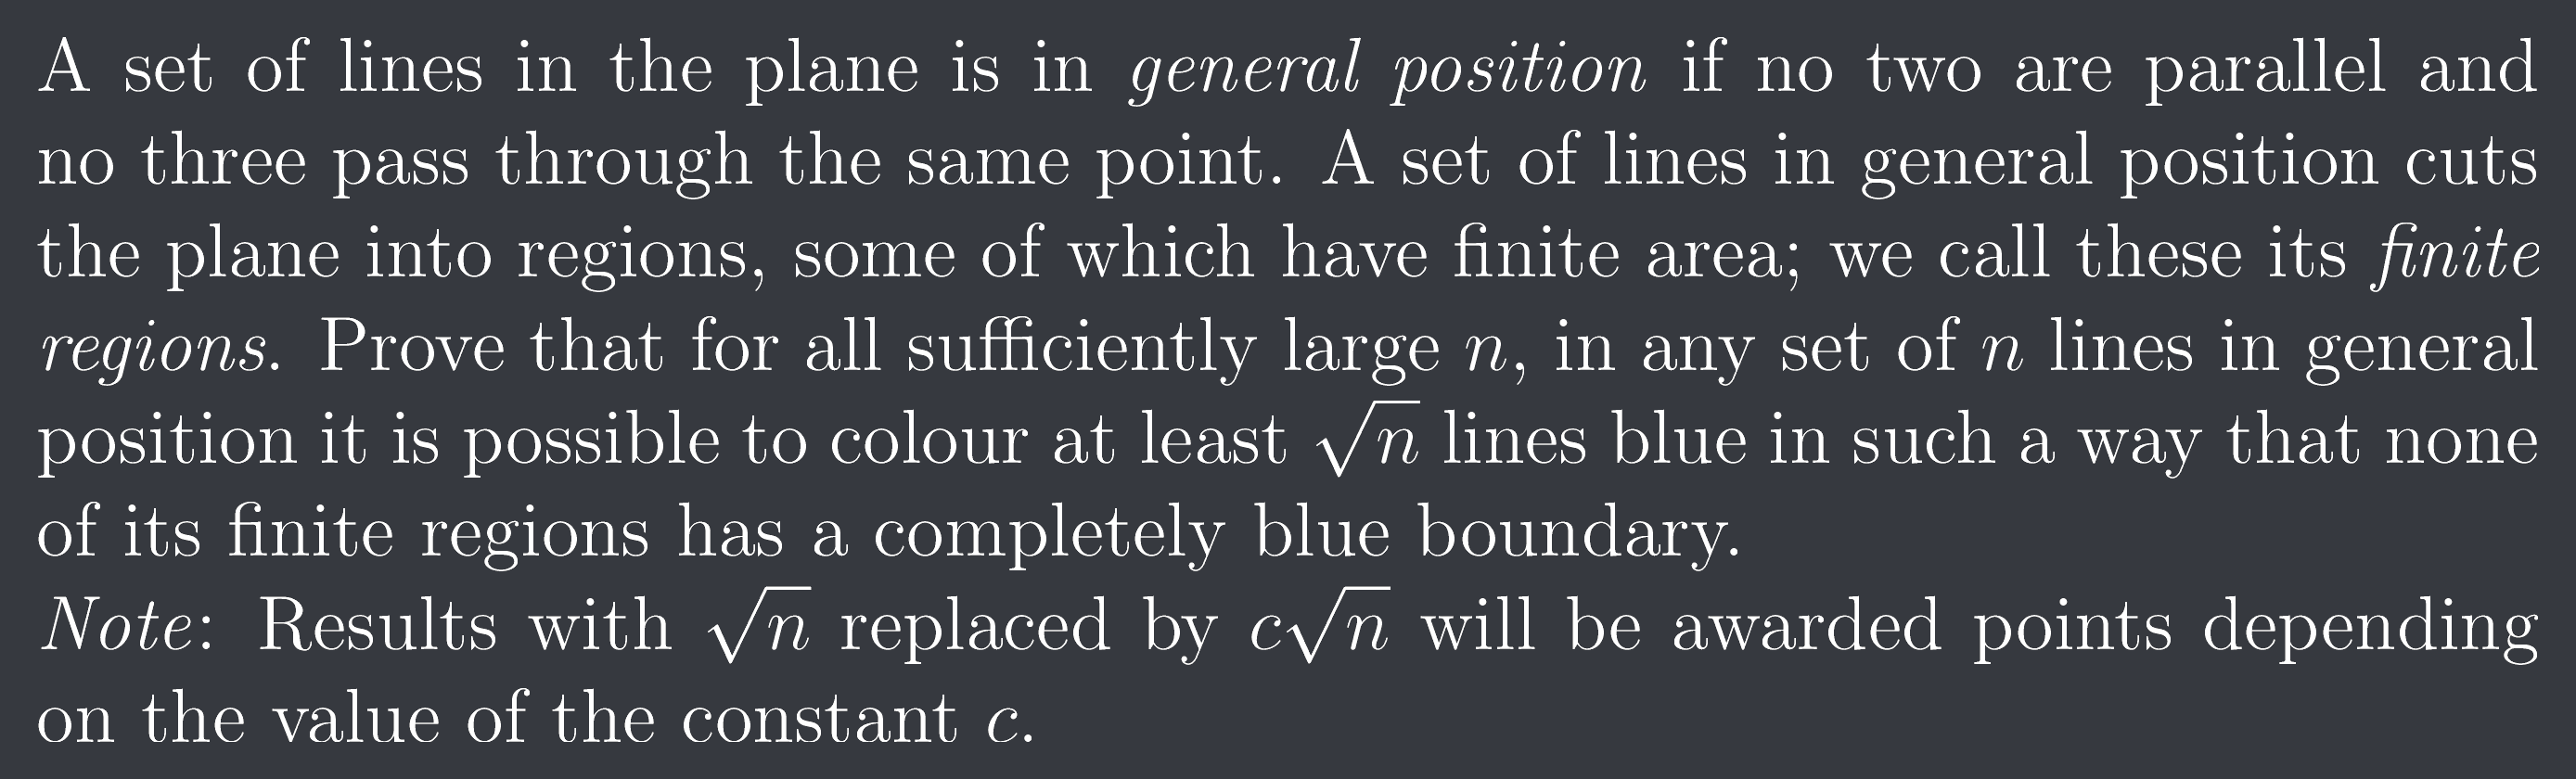 A set of lines in the plane is in general position if no two are parallel and
no three pass through the same point. A set of lines in general position cuts
the plane into regions, some of which have finite area; we call these its finite
regions. Prove that for all sufficiently large n, in any set of n lines in general
position it is possible to colour at least √n lines blue in such a way that none
of its finite regions has a completely blue boundary.
Note: Results with √n replaced by c√n will be awarded points depending
on the value of the constant c.